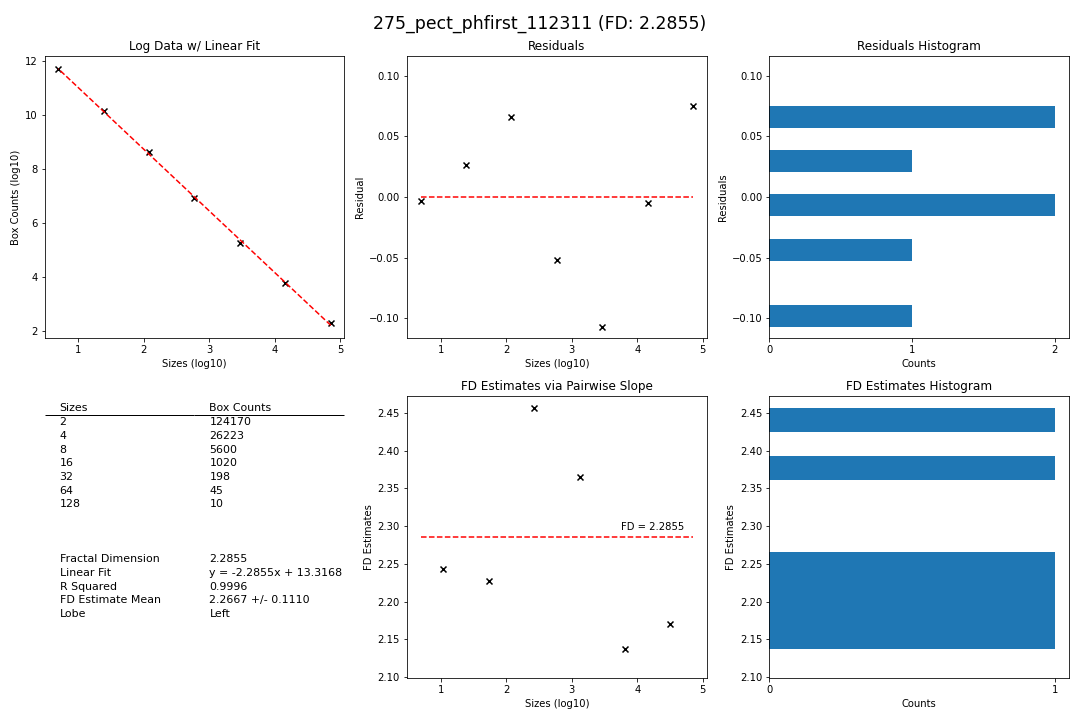 275_pect_phfirst_112311 (FD: 2.2855)
Log Data w/ Linear Fit
Box Counts (log10)
12
10
8
6
4
2
1 2 3 4 5
Sizes (log10)
Residuals
Residual
0.10
0.05
0.00
−0.05
−0.10
1 2 3 4 5
Sizes (log10)
Residuals Histogram
Residuals
0.10
0.05
0.00
−0.05
−0.10
0 1 2
Counts
Sizes Box Counts
2 124170
4 26223
8 5600
16 1020
32 198
64 45
128 10
Fractal Dimension 2.2855
Linear Fit y = -2.2855x + 13.3168
R Squared 0.9996
FD Estimate Mean 2.2667 +/- 0.1110
Lobe Left
FD Estimates via Pairwise Slope
FD Estimates
2.45
2.40
2.35
2.30
2.25
2.20
2.15
2.10
FD = 2.2855
1 2 3 4 5
Sizes (log10)
FD Estimates Histogram
FD Estimates
2.45
2.40
2.35
2.30
2.25
2.20
2.15
2.10
0 1
Counts